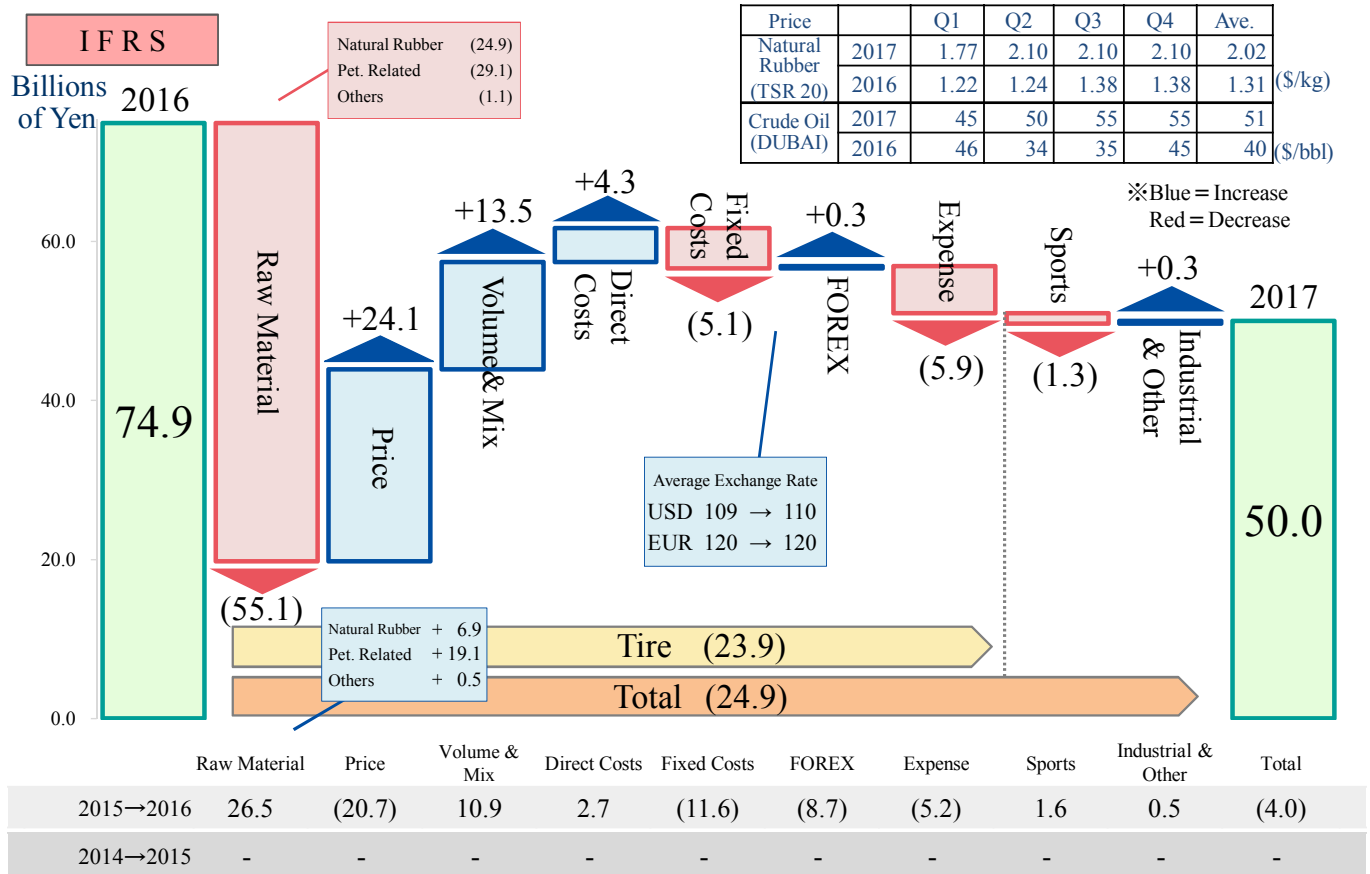 I F R S
Billions of Yen
2016
Natural Rubber (24.9)
Pet. Related (29.1)
Others (1.1)
Price Q1 Q2 Q3 Q4 Ave.
Natural Rubber (TSR 20) 2017 1.77 2.10 2.10 2.10 2.02
2016 1.22 1.24 1.38 1.38 1.31 ($/kg)
Crude Oil (DUBAI) 2017 45 50 55 55 51
2016 46 34 35 45 40 ($/bbl)
※Blue = Increase
Red = Decrease
60.0
40.0
20.0
0.0
74.9
Raw Material
(55.1)
+24.1
Price
+13.5
Volume& Mix
+4.3
Direct Costs
Fixed Costs
(5.1)
+0.3
FOREX
Expense
(5.9)
Sports
(1.3)
+0.3
Industrial & Other
2017
50.0
Average Exchange Rate
USD 109 → 110
EUR 120 → 120
Natural Rubber + 6.9
Pet. Related + 19.1
Others + 0.5
Tire (23.9)
Total (24.9)
Raw Material Price Volume & Mix Direct Costs Fixed Costs FOREX Expense Sports Industrial & Other Total
2015→2016 26.5 (20.7) 10.9 2.7 (11.6) (8.7) (5.2) 1.6 0.5 (4.0)
2014→2015 - - - - - - - - - -